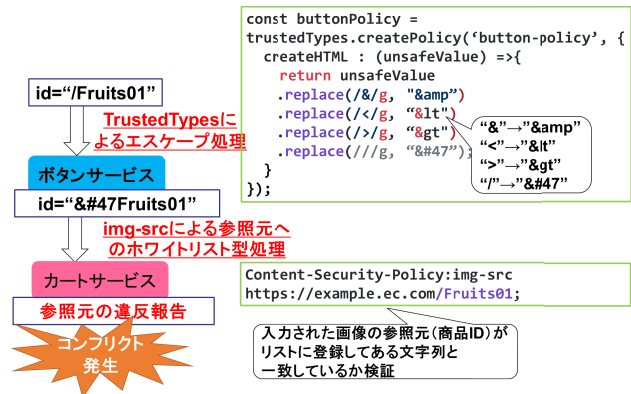 id=“/Fruits01”
TrustedTypesに
よるエスケープ処理
ボタンサービス
id=“&#47Fruits01”
img-srcによる参照元へ
のホワイトリスト型処理
カートサービス
参照元の違反報告
コンフリクト
発生
const buttonPolicy =
trustedTypes.createPolicy(‘button-policy’, {
createHTML : (unsafeValue) =>{
return unsafeValue
.replace(/&/g, "&amp”)
.replace(/</g, “&lt")
.replace(/>/g, “&gt")
.replace(///g, “&#47”);
}
});
“&”→”&amp”
“<”→”&lt”
“>”→”&gt”
“/”→”&#47”
Content-Security-Policy:img-src
https://example.ec.com/Fruits01;
入力された画像の参照元（商品ID）が
リストに登録してある文字列と
一致しているか検証